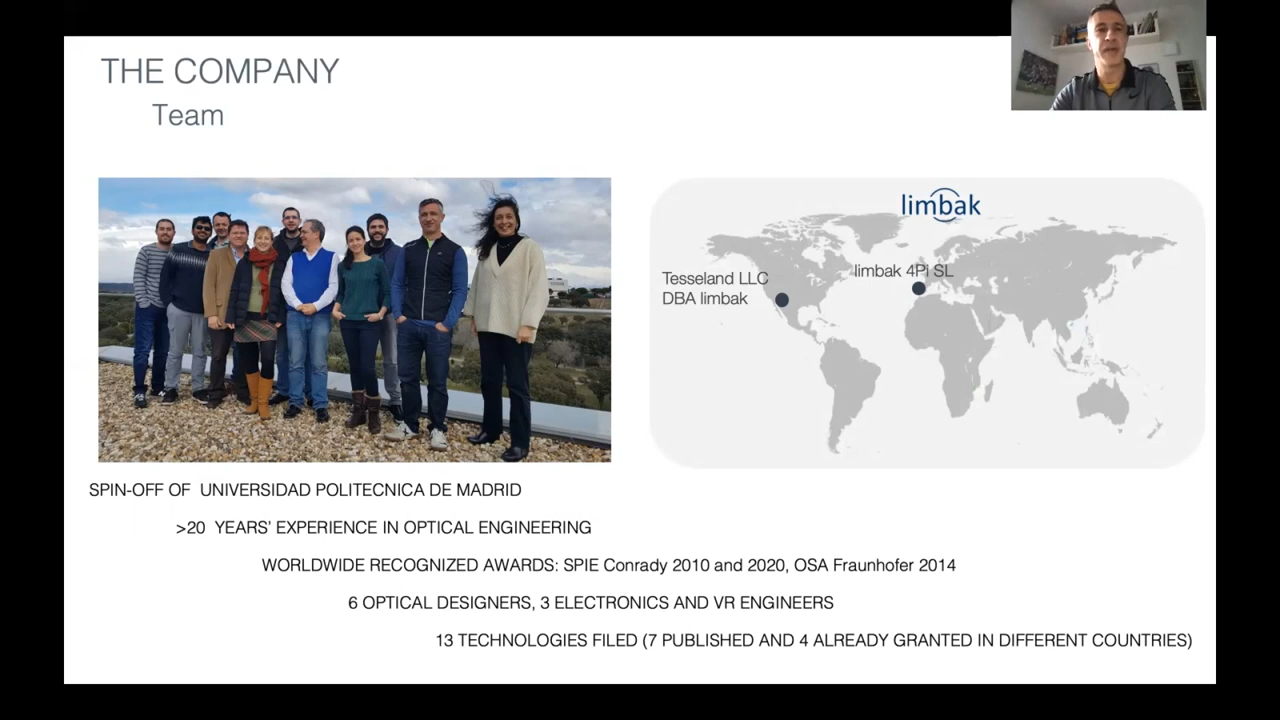 THE COMPANY
Team
limbak
Tesseland LLC
DBA limbak
limbak 4Pi SL
SPIN-OFF OF UNIVERSIDAD POLITECNICA DE MADRID
>20 YEARS' EXPERIENCE IN OPTICAL ENGINEERING
WORLDWIDE RECOGNIZED AWARDS: SPIE Conrady 2010 and 2020, OSA Fraunhofer 2014
6 OPTICAL DESIGNERS, 3 ELECTRONICS AND VR ENGINEERS
13 TECHNOLOGIES FILED (7 PUBLISHED AND 4 ALREADY GRANTED IN DIFFERENT COUNTRIES)